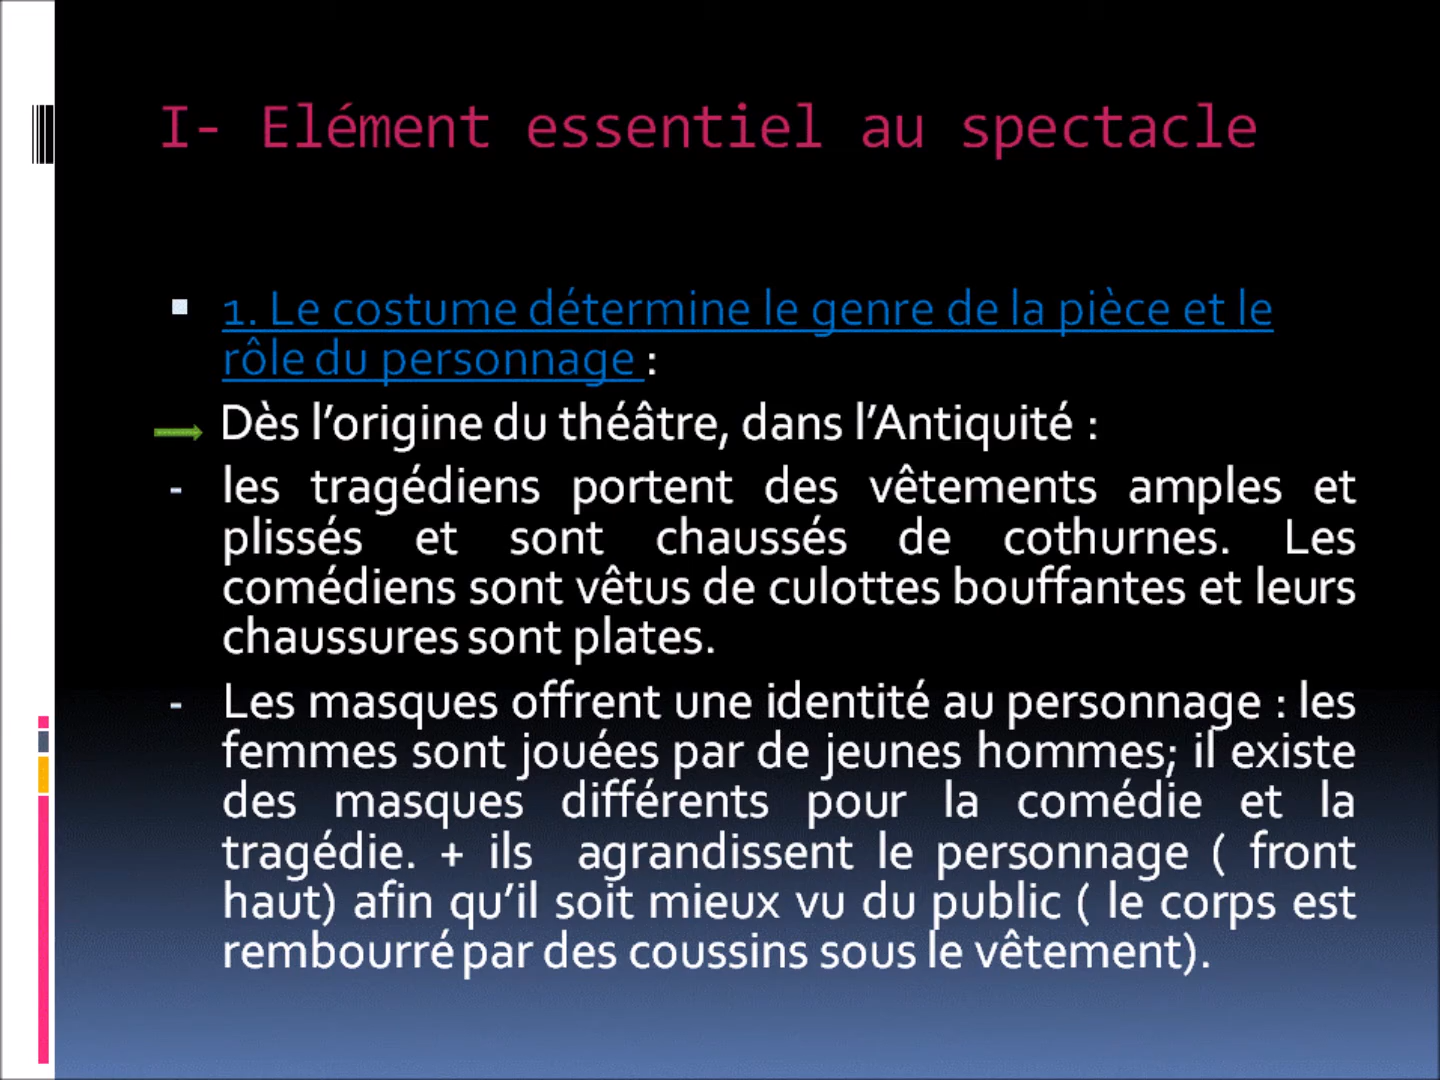 I- Elément essentiel au spectacle
1. Le costume détermine le genre de la pièce et le
rôle du personnage :
Dès l’origine du théâtre, dans l’Antiquité :
- les tragédiens portent des vêtements amples et
plissés et sont chaussés de cothurnes. Les
comédiens sont vêtus de culottes bouffantes et leurs
chaussures sont plates.
- Les masques offrent une identité au personnage : les
femmes sont jouées par de jeunes hommes; il existe
des masques différents pour la comédie et la
tragédie. + ils agrandissent le personnage ( front
haut) afin qu’il soit mieux vu du public ( le corps est
rembourré par des coussins sous le vêtement).